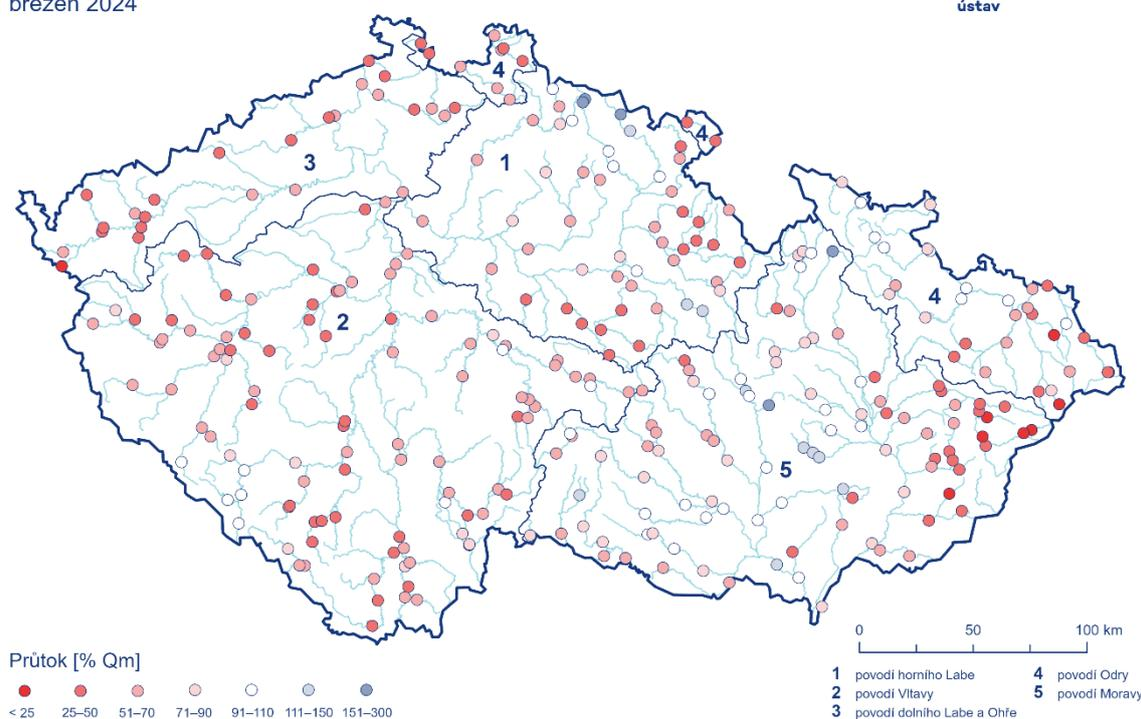 březen 2024
ústav
4
4
3
1
4
2
5
0 50 100 km
Průtok [% Qm]
< 25 25–50 51–70 71–90 91–110 111–150 151–300
1 povodí horního Labe
2 povodí Vltavy
3 povodí dolního Labe a Ohře
4 povodí Odry
5 povodí Moravy